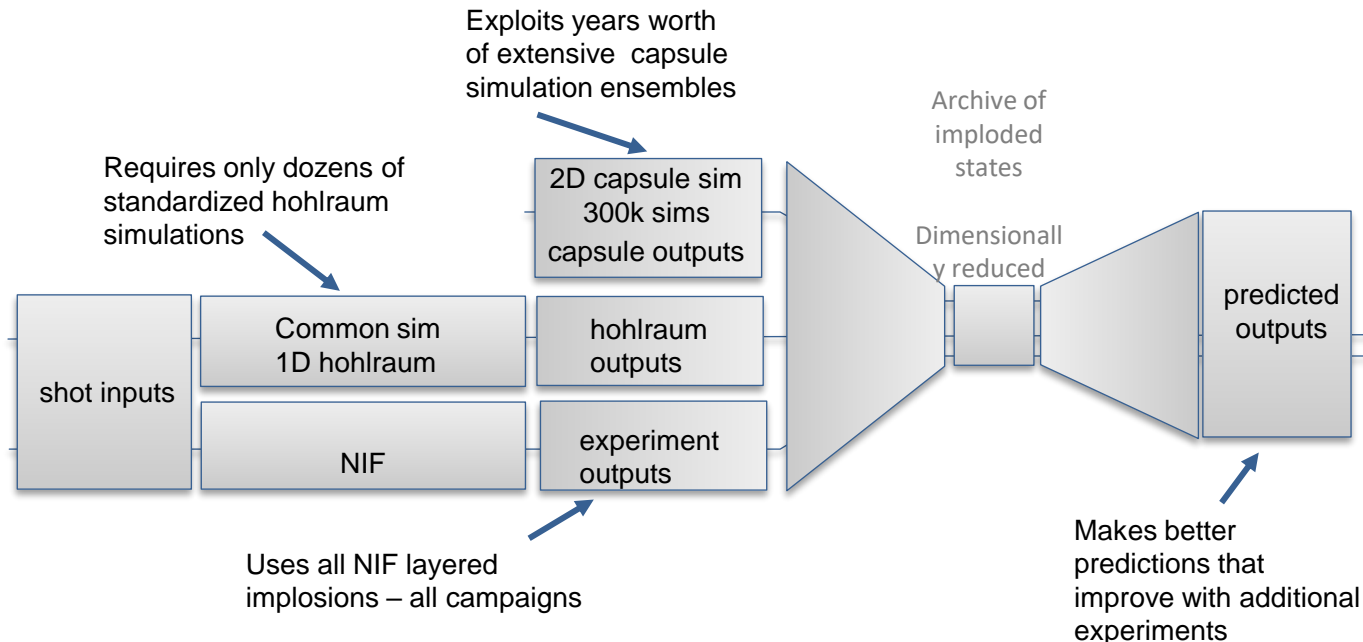 Exploits years worth
of extensive capsule
simulation ensembles
Archive of
imploded
states
Requires only dozens of
standardized hohlraum
simulations
2D capsule sim
300k sims
capsule outputs
Dimensionall
y reduced
predicted
outputs
Common sim
1D hohlraum
hohlraum
outputs
shot inputs
NIF
experiment
outputs
Uses all NIF layered
implosions – all campaigns
Makes better
predictions that
improve with additional
experiments